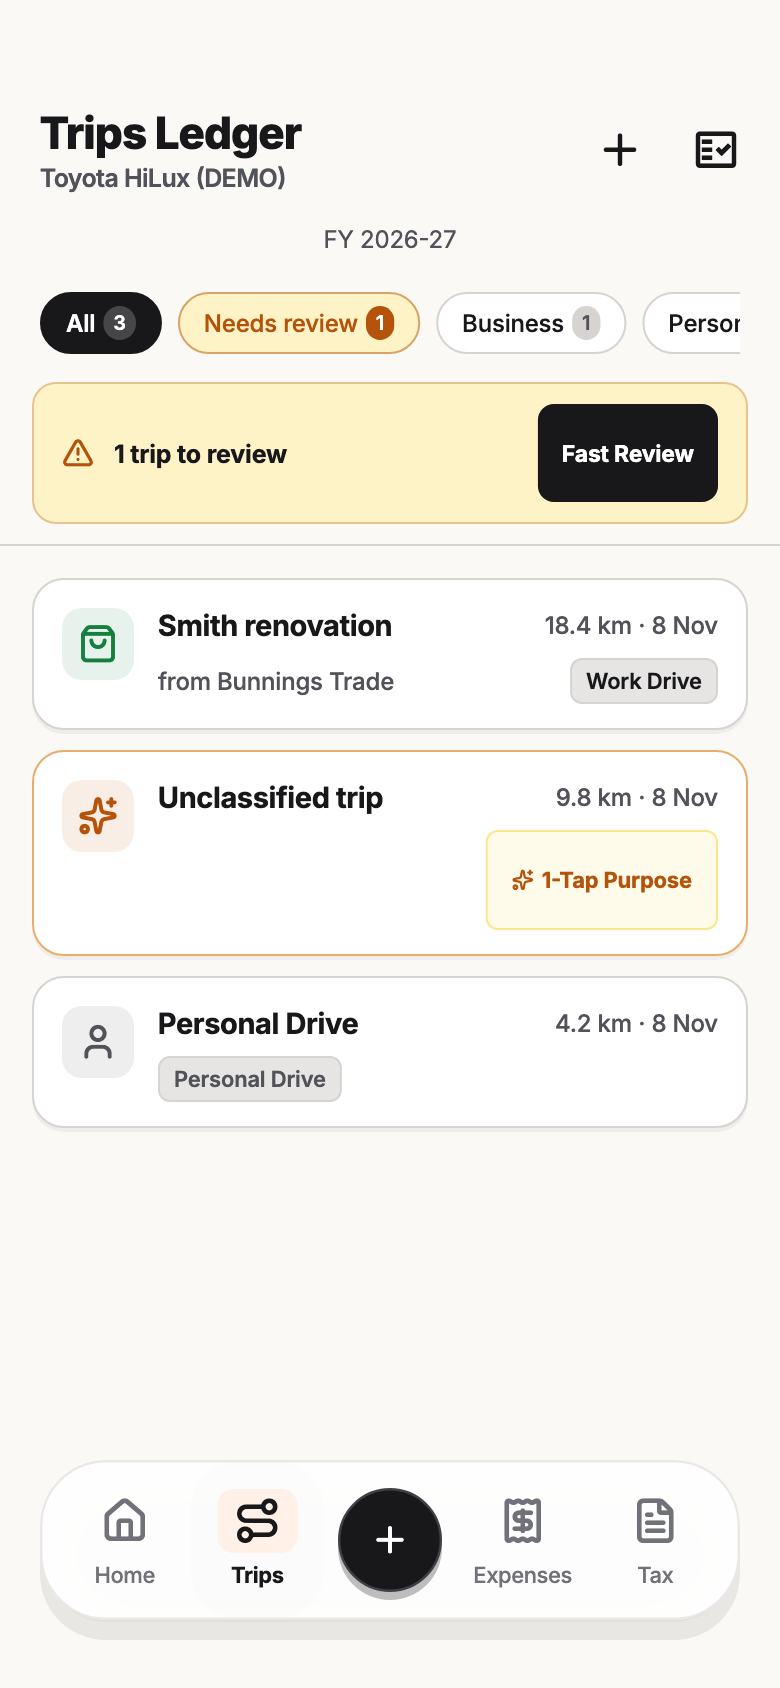 Trips Ledger
Toyota HiLux (DEMO)
FY 2026-27
All 3
Needs review 1
Business 1
Person
1 trip to review
Fast Review
Smith renovation
18.4 km · 8 Nov
from Bunnings Trade
Work Drive
Unclassified trip
9.8 km · 8 Nov
1-Tap Purpose
Personal Drive
4.2 km · 8 Nov
Personal Drive
Home
Trips
Expenses
Tax